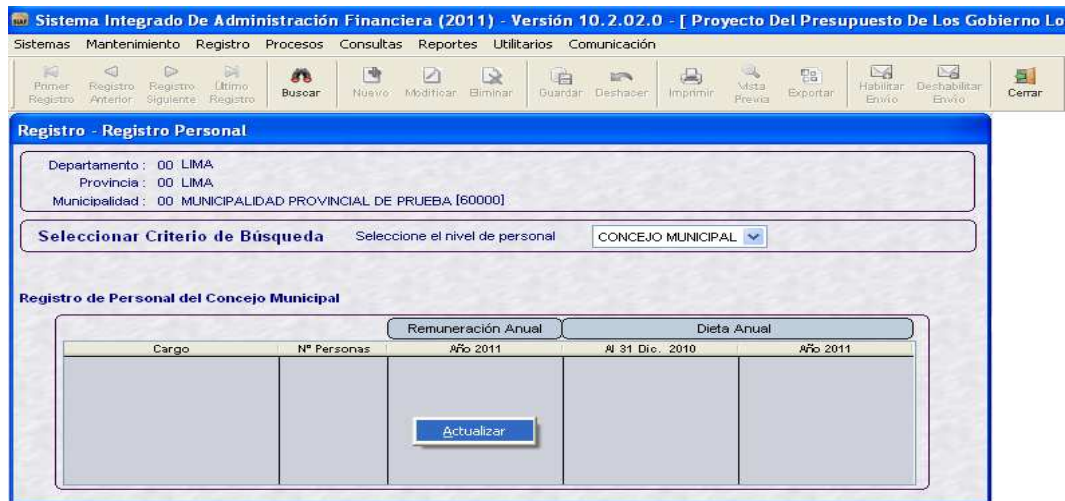 Sistema Integrado De Administración Financiera (2011) - Versión 10.2.02.0 - [ Proyecto Del Presupuesto De Los Gobierno Lo
Sistemas Mantenimiento Registro Procesos Consultas Reportes Utilitarios Comunicación
Primer Registro Registro Anterior Registro Siguiente Último Registro Buscar Nuevo Modificar Eliminar Guardar Deshacer Imprimir Vista Previa Exportar Habilitar Envío Deshabilitar Envío Cerrar
Registro - Registro Personal
Departamento : 00 LIMA
Provincia : 00 LIMA
Municipalidad : 00 MUNICIPALIDAD PROVINCIAL DE PRUEBA [60000]
Seleccionar Criterio de Búsqueda Seleccione el nivel de personal CONCEJO MUNICIPAL
Registro de Personal del Concejo Municipal
Remuneración Anual Dieta Anual
Cargo Nº Personas Año 2011 Al 31 Dic. 2010 Año 2011
Actualizar